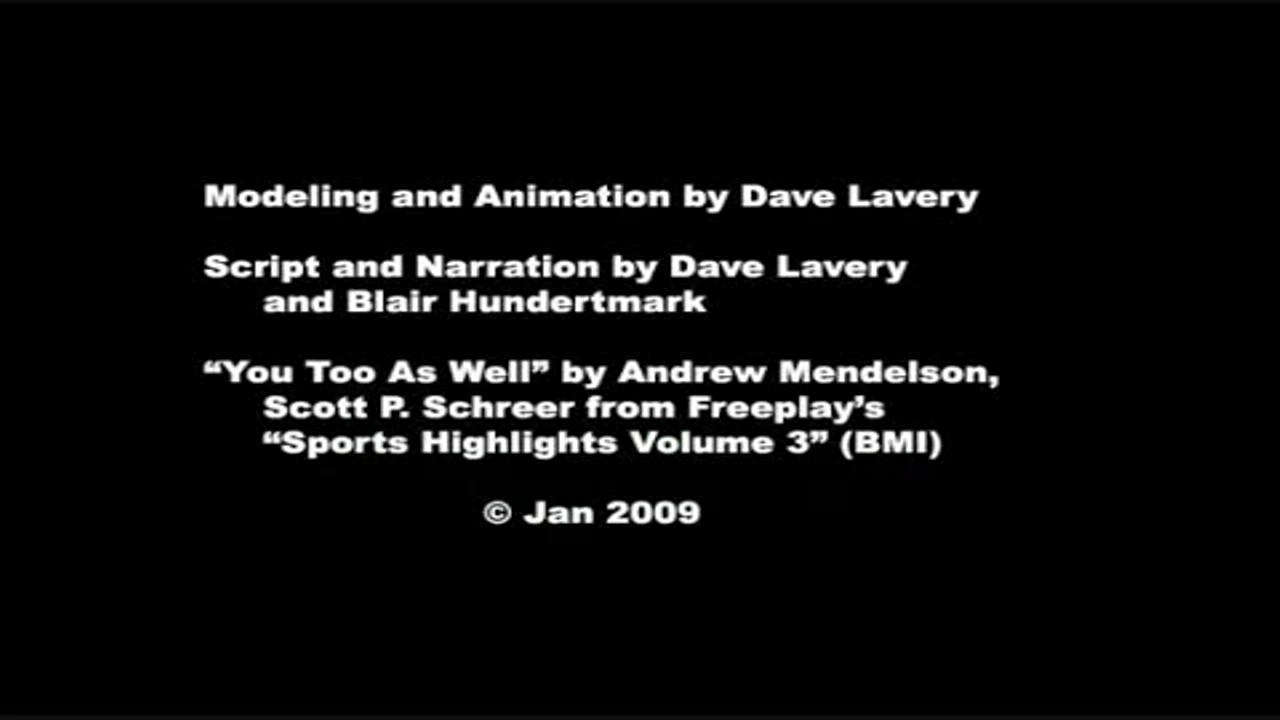 Modeling and Animation by Dave Lavery
Script and Narration by Dave Lavery
and Blair Hundertmark
“You Too As Well” by Andrew Mendelson,
Scott P. Schreer from Freeplay’s
“Sports Highlights Volume 3” (BMI)
© Jan 2009